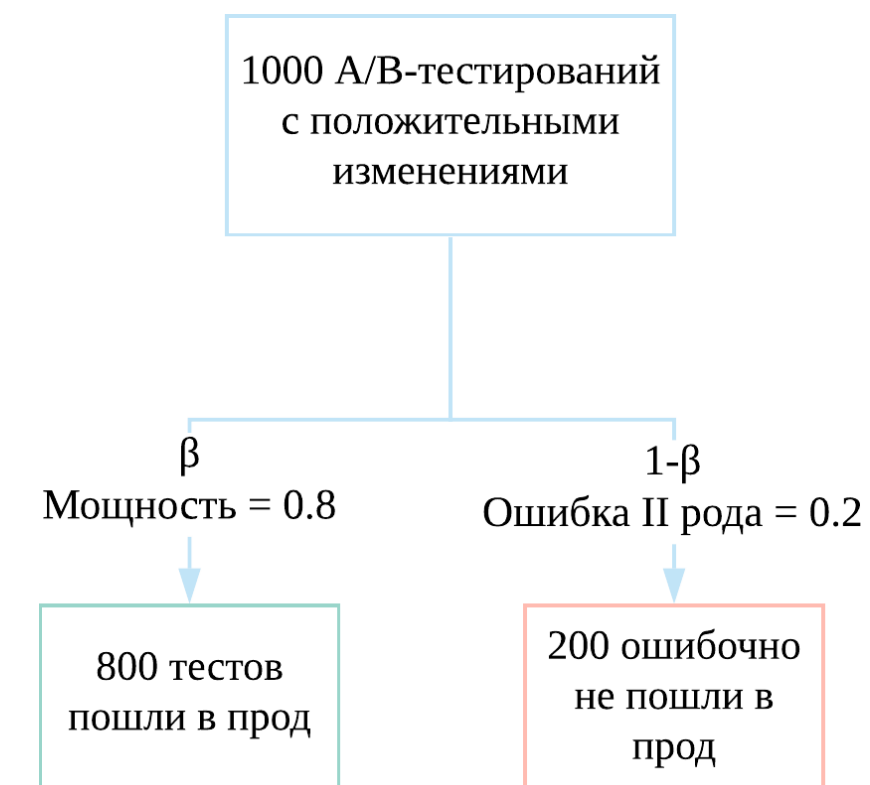 1000 А/В-тестирований
с положительными
изменениями
β
Мощность = 0.8
1-β
Ошибка II рода = 0.2
800 тестов
пошли в прод
200 ошибочно
не пошли в
прод